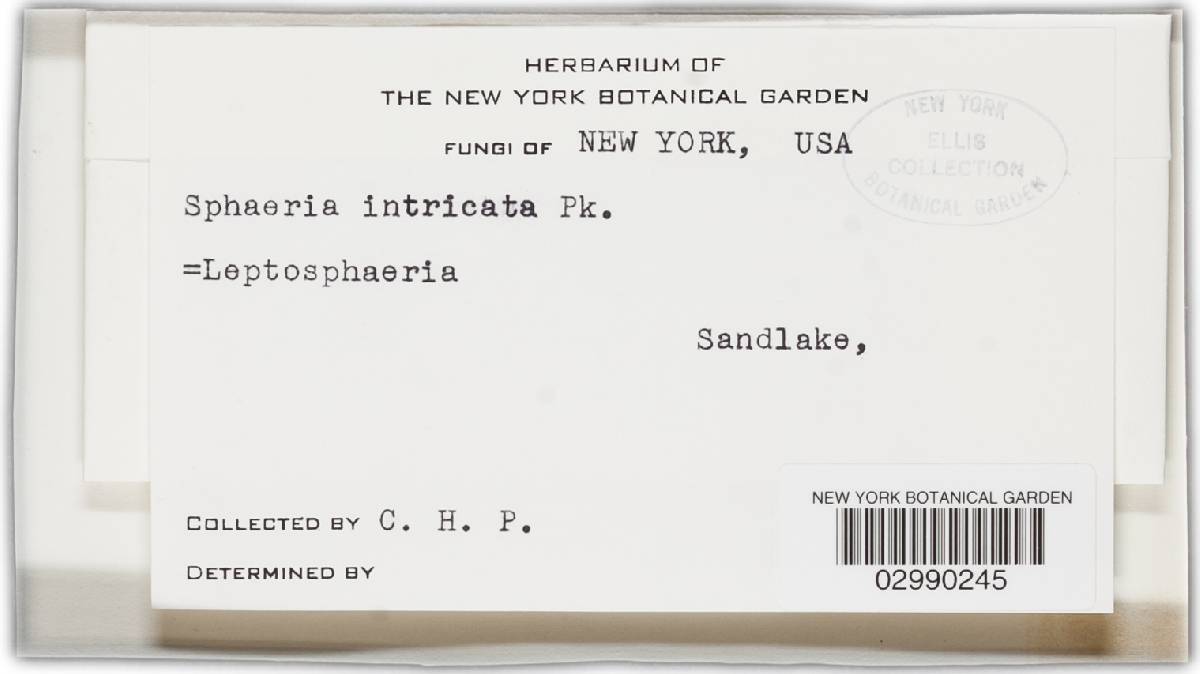 HERBARIUM OF
THE NEW YORK BOTANICAL GARDEN
FUNGI OF NEW YORK, USA
NEW YORK
ELLIS
COLLECTION
BOTANICAL GARDEN
Sphaeria intricata Pk.
=Leptosphaeria
Sandlake,
COLLECTED BY C. H. P.
DETERMINED BY
NEW YORK BOTANICAL GARDEN
02990245